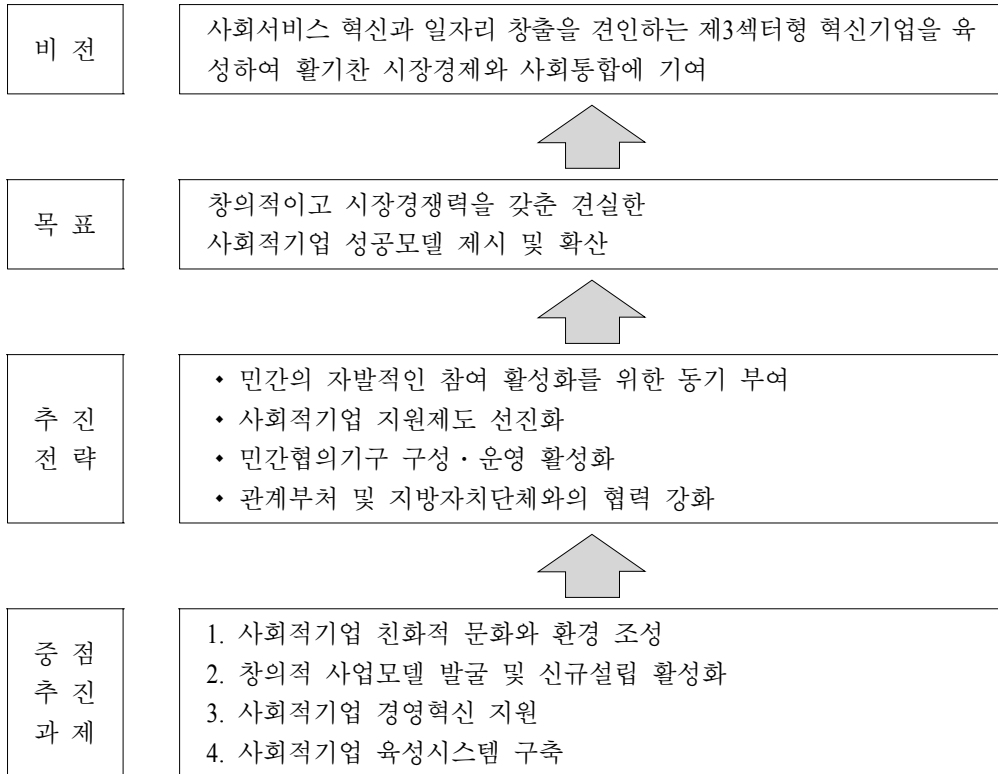 비 전
사회서비스 혁신과 일자리 창출을 견인하는 제3섹터형 혁신기업을 육
성하여 활기찬 시장경제와 사회통합에 기여
목 표
창의적이고 시장경쟁력을 갖춘 견실한
사회적기업 성공모델 제시 및 확산
추 진
전 략
• 민간의 자발적인 참여 활성화를 위한 동기 부여
• 사회적기업 지원제도 선진화
• 민간협의기구 구성·운영 활성화
• 관계부처 및 지방자치단체와의 협력 강화
중 점
추 진
과 제
1. 사회적기업 친화적 문화와 환경 조성
2. 창의적 사업모델 발굴 및 신규설립 활성화
3. 사회적기업 경영혁신 지원
4. 사회적기업 육성시스템 구축